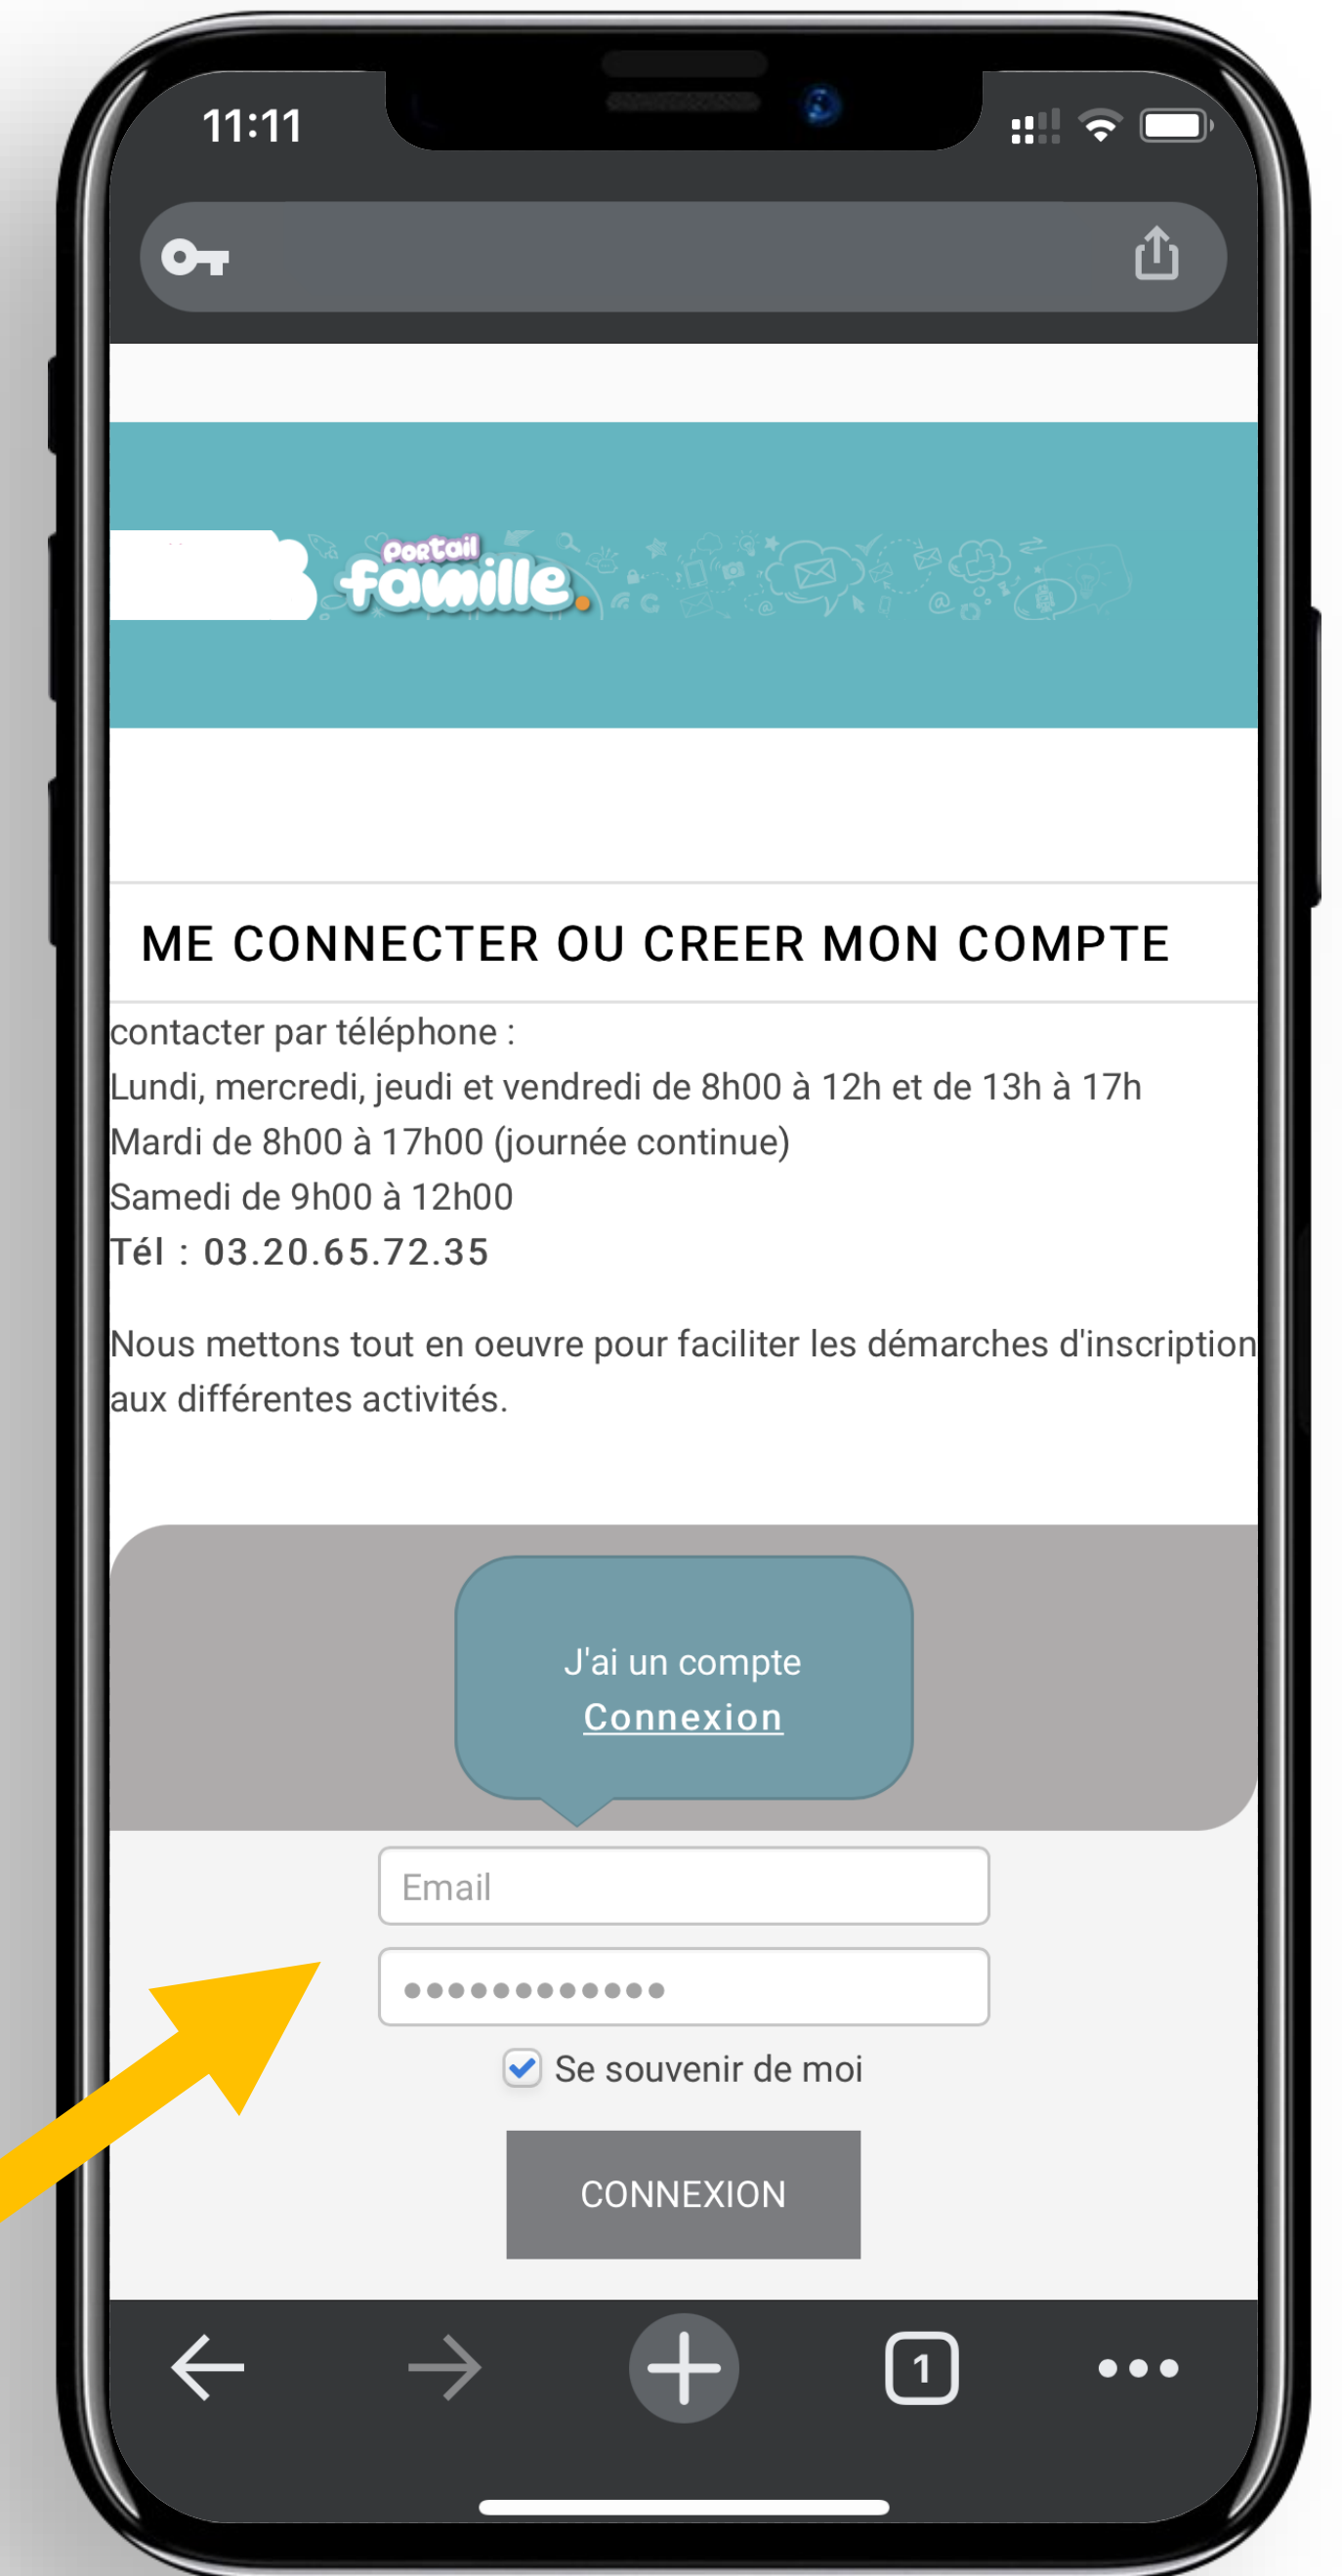 11:11
portail
famille.
ME CONNECTER OU CREER MON COMPTE
contacter par téléphone :
Lundi, mercredi, jeudi et vendredi de 8h00 à 12h et de 13h à 17h
Mardi de 8h00 à 17h00 (journée continue)
Samedi de 9h00 à 12h00
Tél : 03.20.65.72.35
Nous mettons tout en oeuvre pour faciliter les démarches d'inscription
aux différentes activités.
J'ai un compte
Connexion
Email
••••••••••••
Se souvenir de moi
CONNEXION
1